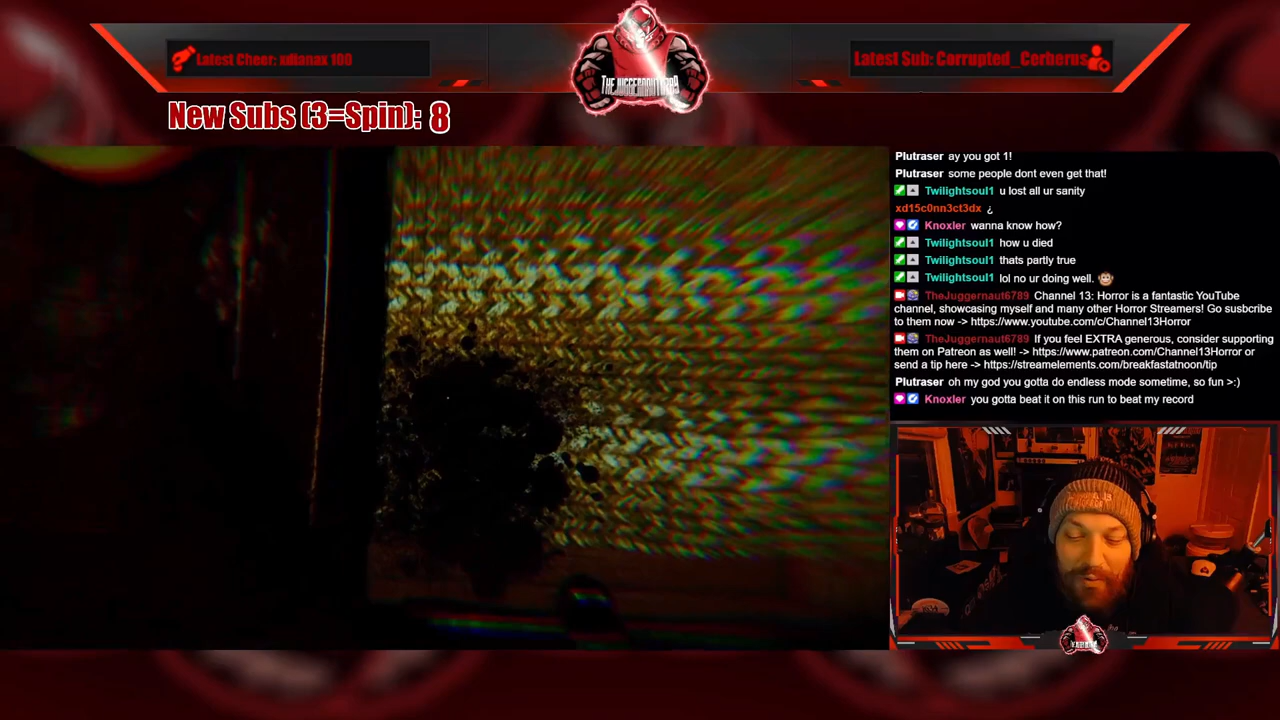 Latest Cheer: xdianax 100
THEJUGGERNAUT6789
Latest Sub: Corrupted_Cerberus
New Subs (3=Spin): 8
Plutraser ay you got 1!
Plutraser some people dont even get that!
Twilightsoul1 u lost all ur sanity
xd15c0nn3ct3dx ¿
Knoxler wanna know how?
Twilightsoul1 how u died
Twilightsoul1 thats partly true
Twilightsoul1 lol no ur doing well.
TheJuggernaut6789 Channel 13: Horror is a fantastic YouTube
channel, showcasing myself and many other Horror Streamers! Go susbcribe
to them now -> https://www.youtube.com/c/Channel13Horror
TheJuggernaut6789 If you feel EXTRA generous, consider supporting
them on Patreon as well! -> https://www.patreon.com/Channel13Horror or
send a tip here -> https://streamelements.com/breakfastatnoon/tip
Plutraser oh my god you gotta do endless mode sometime, so fun >:)
Knoxler you gotta beat it on this run to beat my record